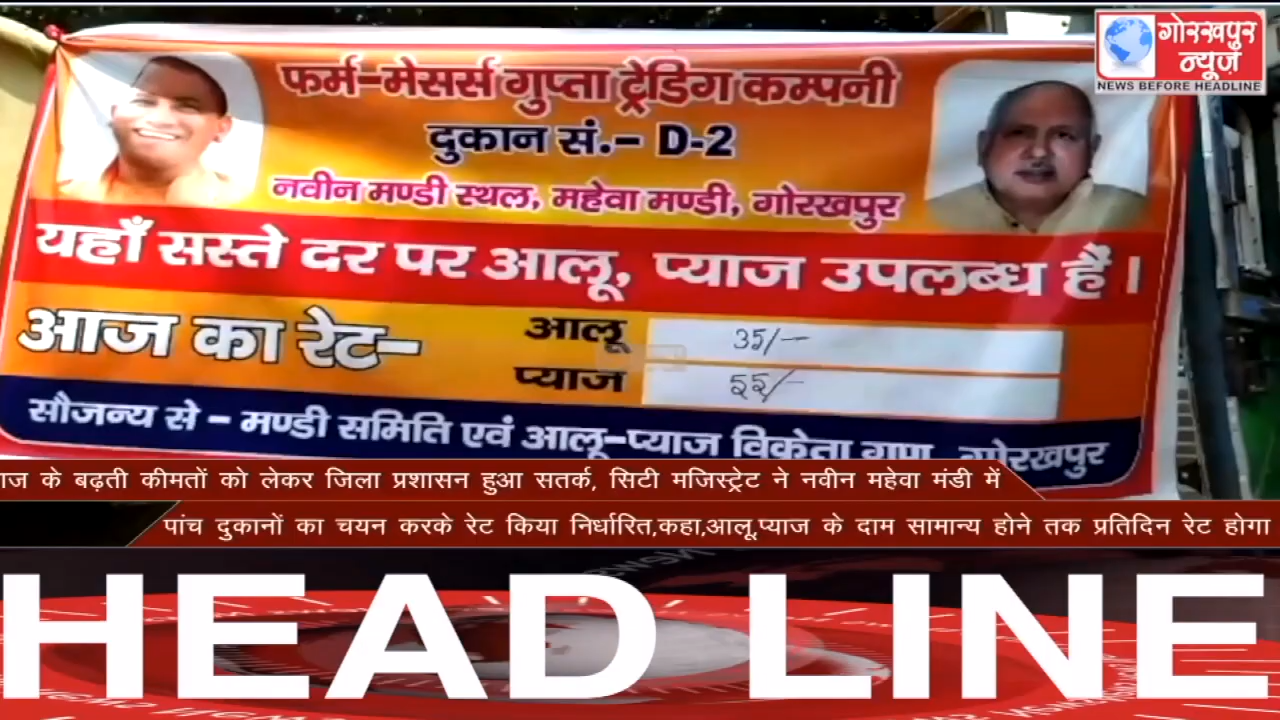 गोरखपुर
न्यूज़
NEWS BEFORE HEADLINE
फर्म-मेसर्स गुप्ता ट्रेडिग कम्पनी
दुकान सं.- D-2
नवीन मण्डी स्थल, महेवा मण्डी, गोरखपुर
यहाँ सस्ते दर पर आलू, प्याज उपलब्ध हैं।
आज का रेट-
आलू 35/-
प्याज 55/-
सौजन्य से - मण्डी समिति एवं आलू-प्याज विक्रेता गण, गोरखपुर
ाज के बढ़ती कीमतों को लेकर जिला प्रशासन हुआ सतर्क, सिटी मजिस्ट्रेट ने नवीन महेवा मंडी में
पांच दुकानों का चयन करके रेट किया निर्धारित,कहा,आलू,प्याज के दाम सामान्य होने तक प्रतिदिन रेट होगा
HEAD LINE